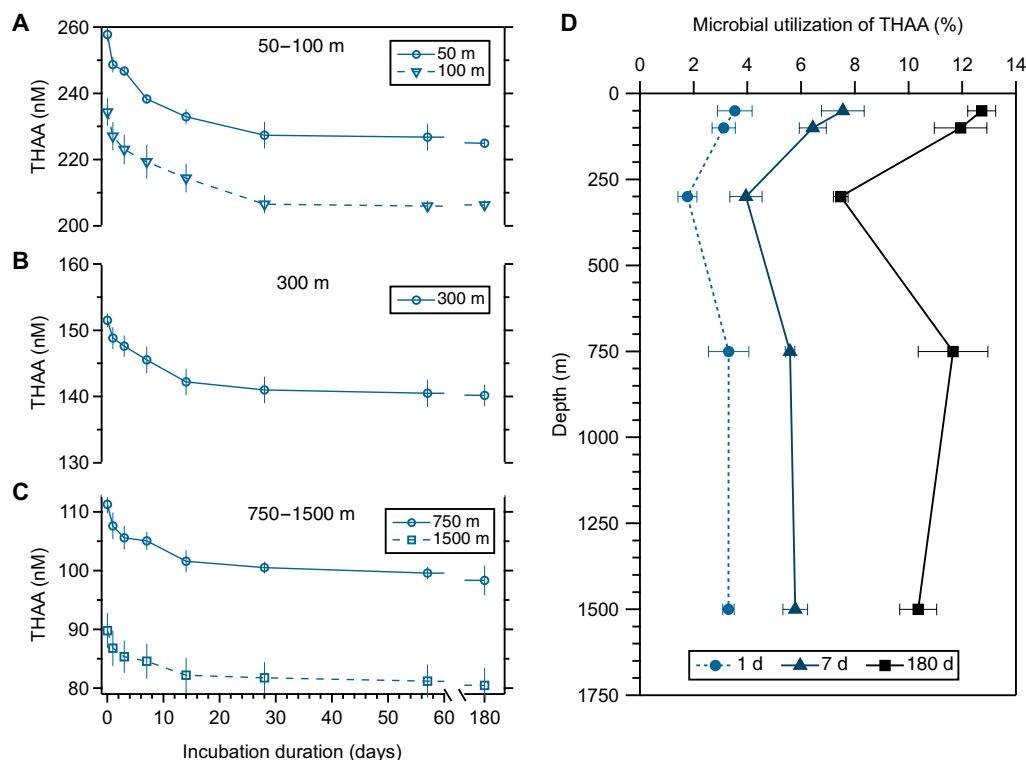 A
50–100 m
50 m
100 m
THAA (nM)
260
240
220
200
B
300 m
300 m
THAA (nM)
160
150
140
130
C
750–1500 m
750 m
1500 m
THAA (nM)
110
100
90
80
0 10 20 30 40 50 60 180
Incubation duration (days)
D
Microbial utilization of THAA (%)
0 2 4 6 8 10 12 14
Depth (m)
0
250
500
750
1000
1250
1500
1750
1 d 7 d 180 d